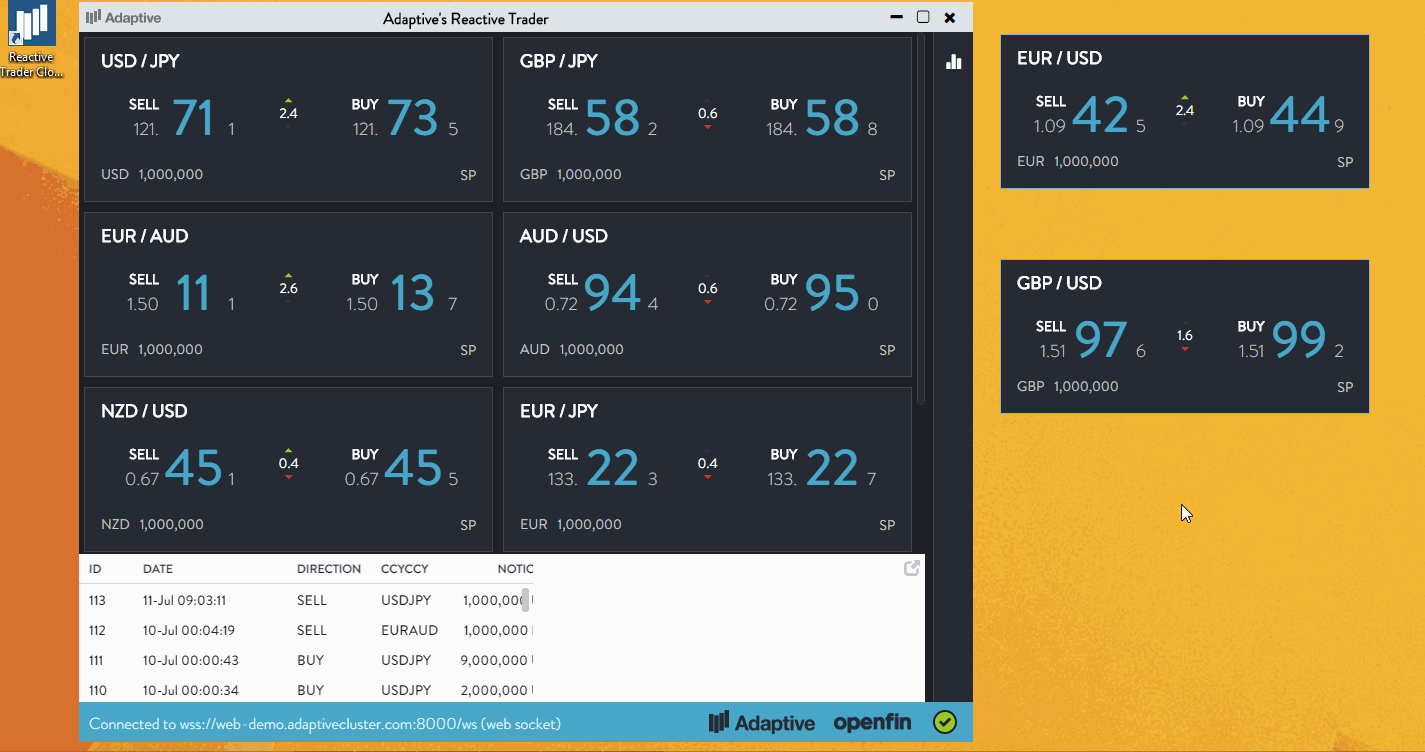 Reactive
Trader Clo...
Adaptive
Adaptive's Reactive Trader
USD / JPY
SELL
121. 71 1
2.4
BUY
121. 73 5
USD 1,000,000
SP
GBP / JPY
SELL
184. 58 2
0.6
BUY
184. 58 8
GBP 1,000,000
SP
EUR / AUD
SELL
1.50 11 1
2.6
BUY
1.50 13 7
EUR 1,000,000
SP
AUD / USD
SELL
0.72 94 4
0.6
BUY
0.72 95 0
AUD 1,000,000
SP
NZD / USD
SELL
0.67 45 1
0.4
BUY
0.67 45 5
NZD 1,000,000
SP
EUR / JPY
SELL
133. 22 3
0.4
BUY
133. 22 7
EUR 1,000,000
SP
EUR / USD
SELL
1.09 42 5
2.4
BUY
1.09 44 9
EUR 1,000,000
SP
GBP / USD
SELL
1.51 97 6
1.6
BUY
1.51 99 2
GBP 1,000,000
SP
ID DATE DIRECTION CCYCCY NOTIC
113 11-Jul 09:03:11 SELL USDJPY 1,000,000
112 10-Jul 00:04:19 SELL EURAUD 1,000,000
111 10-Jul 00:00:43 BUY USDJPY 9,000,000
110 10-Jul 00:00:34 BUY USDJPY 2,000,000
Connected to wss://web-demo.adaptivecluster.com:8000/ws (web socket)
Adaptive
openfin